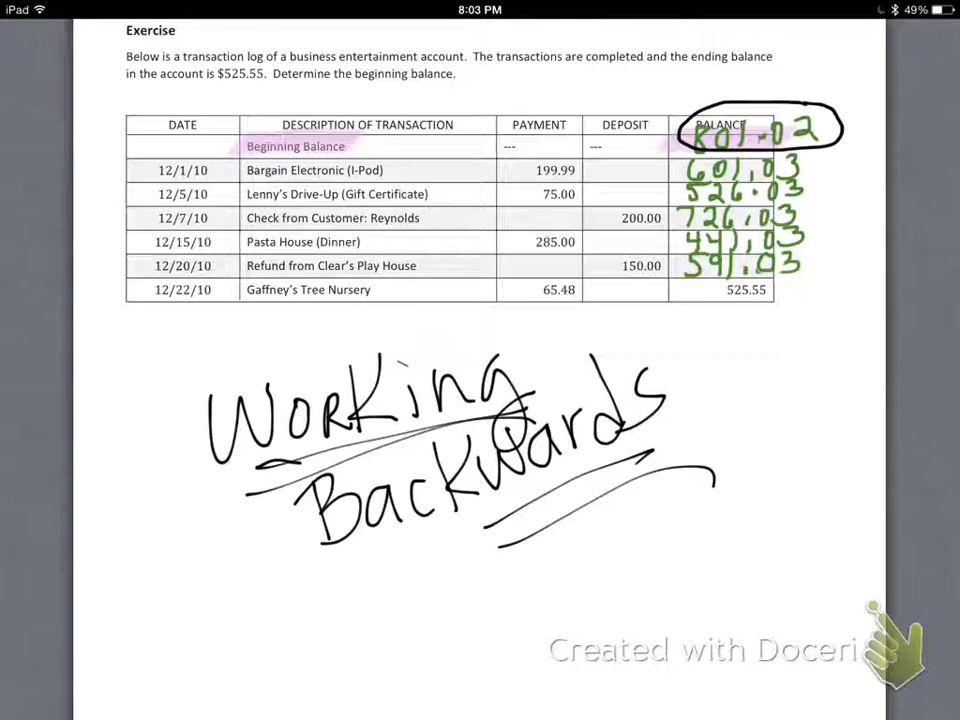 iPad 8:03 PM 49%
Exercise
Below is a transaction log of a business entertainment account. The transactions are completed and the ending balance
in the account is $525.55. Determine the beginning balance.
DATE DESCRIPTION OF TRANSACTION PAYMENT DEPOSIT BALANCE
Beginning Balance --- --- 801.02
12/1/10 Bargain Electronic (I-Pod) 199.99 601.03
12/5/10 Lenny's Drive-Up (Gift Certificate) 75.00 526.03
12/7/10 Check from Customer: Reynolds 200.00 726.03
12/15/10 Pasta House (Dinner) 285.00 441.03
12/20/10 Refund from Clear's Play House 150.00 591.03
12/22/10 Gaffney's Tree Nursery 65.48 525.55
Working
Backwards
Created with Doceri